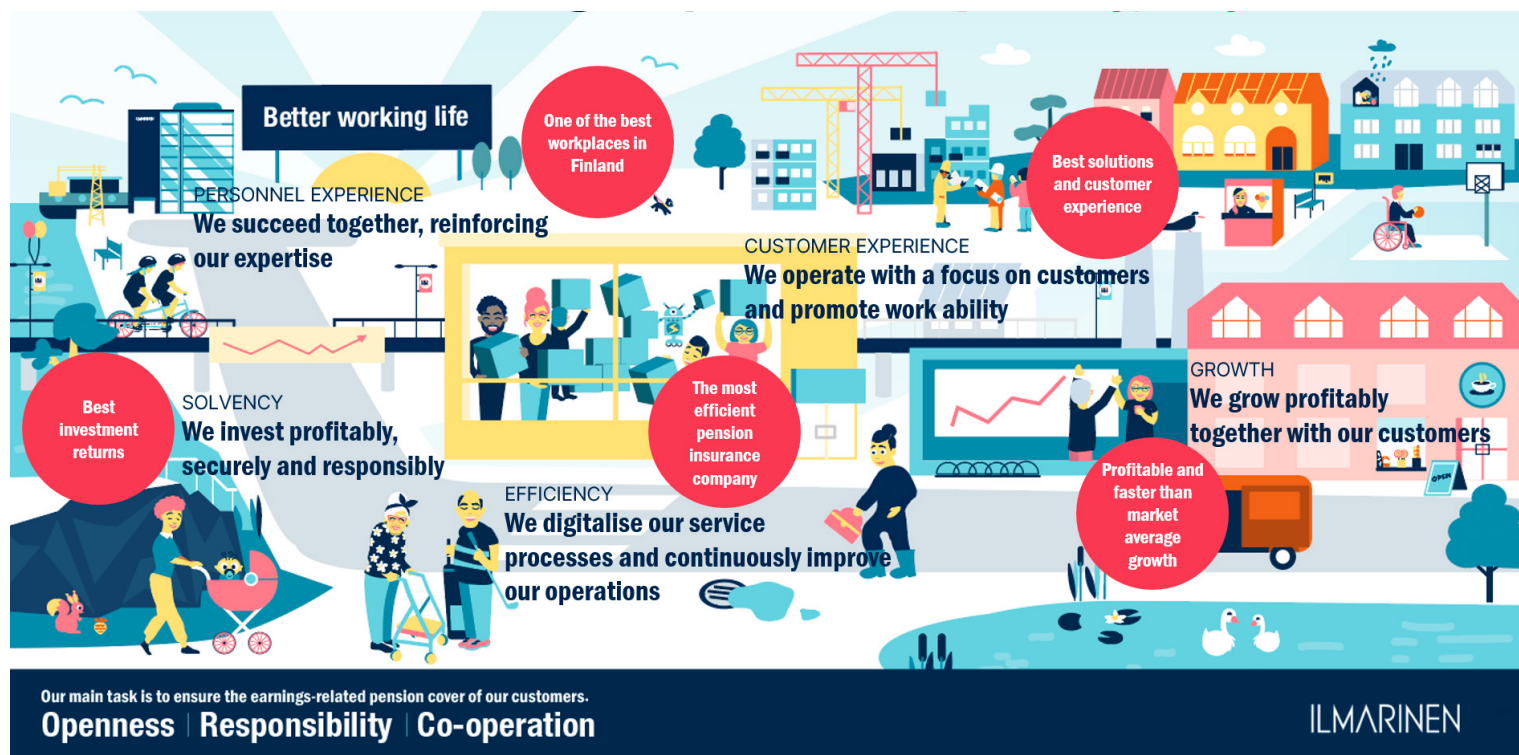 Better working life
One of the best
workplaces in
Finland
PERSONNEL EXPERIENCE
We succeed together, reinforcing
our expertise
Best solutions
and customer
experience
CUSTOMER EXPERIENCE
We operate with a focus on customers
and promote work ability
Best
investment
returns
SOLVENCY
We invest profitably,
securely and responsibly
The most
efficient
pension
insurance
company
EFFICIENCY
We digitalise our service
processes and continuously improve
our operations
GROWTH
We grow profitably
together with our customers
Profitable and
faster than
market
average
growth
OPEN
Our main task is to ensure the earnings-related pension cover of our customers.
Openness | Responsibility | Co-operation
ILMARINEN